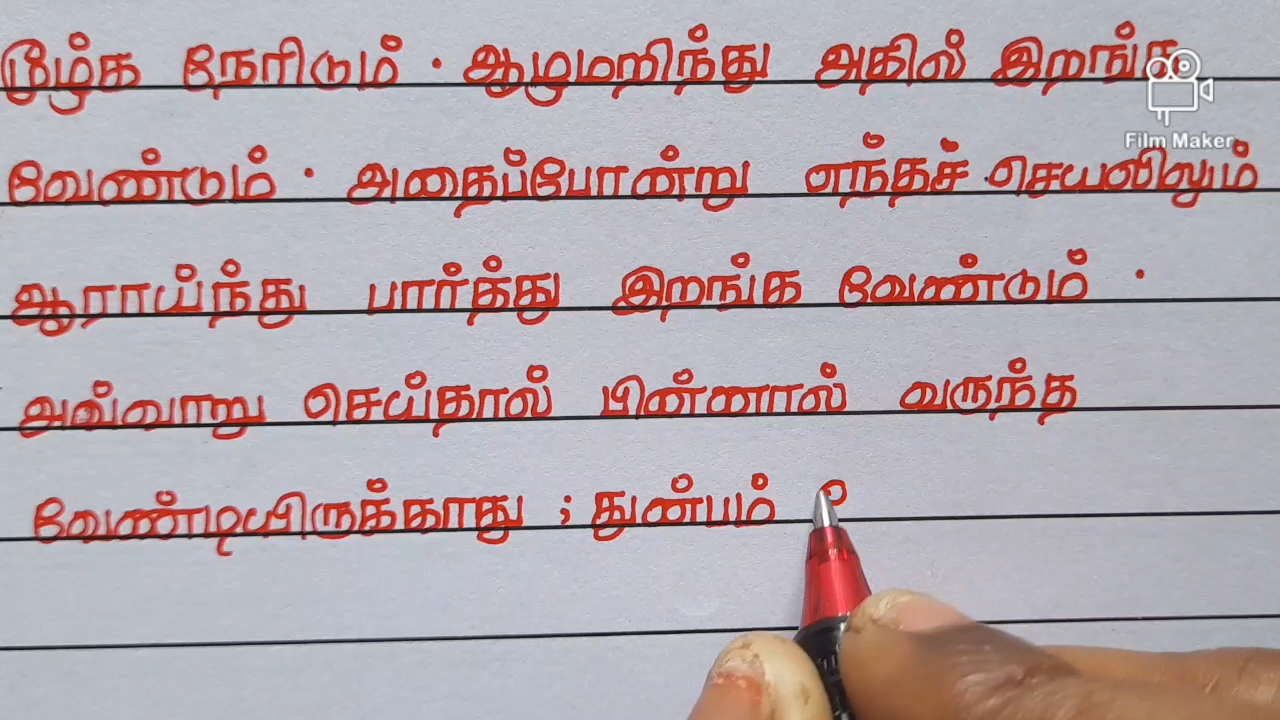 மூழ்க நேரிடும் . ஆழமறிந்து அதில் இறங்க
Film Maker
வேண்டும் . அதைப்போன்று எந்தச் செயலிலும்
ஆராய்ந்து பார்த்து இறங்க வேண்டும் .
அவ்வாறு செய்தால் பின்னால் வருந்த
வேண்டியிருக்காது ; துன்பம்